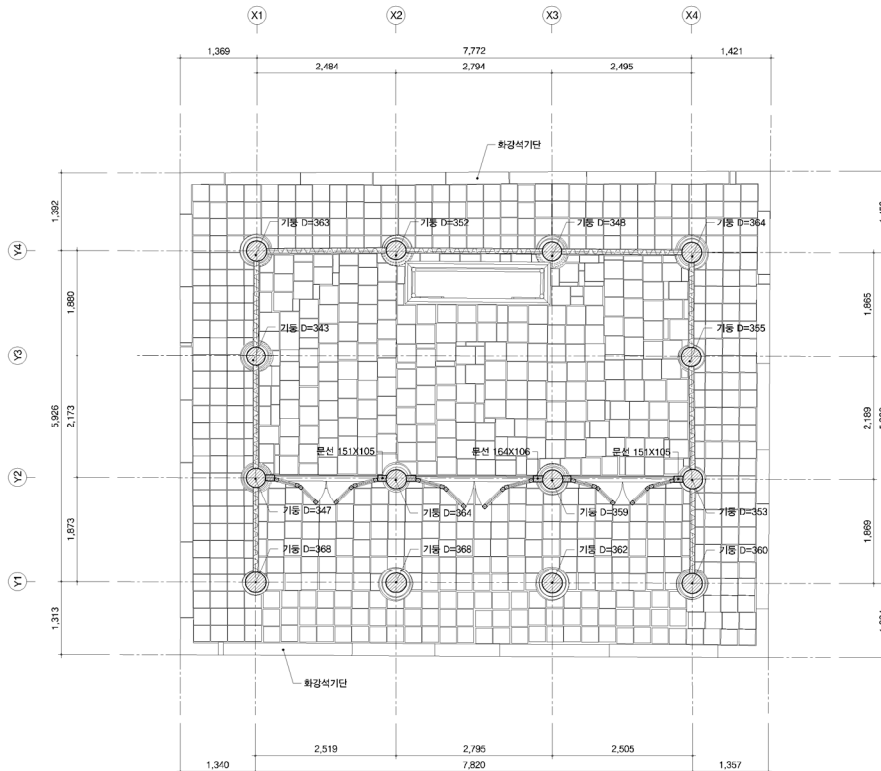 X1 X2 X3 X4
1,369 7,772 1,421
2,484 2,794 2,495
화강석기단
1,392
기둥 D=363 기둥 D=352 기둥 D=348 기둥 D=364
Y4
1,880 1,865
기둥 D=343 기둥 D=355
Y3
5,926 2,173 2,189
문선 151X105 문선 164X106 문선 151X105
Y2
기둥 D=347 기둥 D=364 기둥 D=359 기둥 D=353
1,873 1,869
기둥 D=368 기둥 D=368 기둥 D=362 기둥 D=360
Y1
1,313
화강석기단
2,519 2,795 2,505
1,340 7,820 1,357